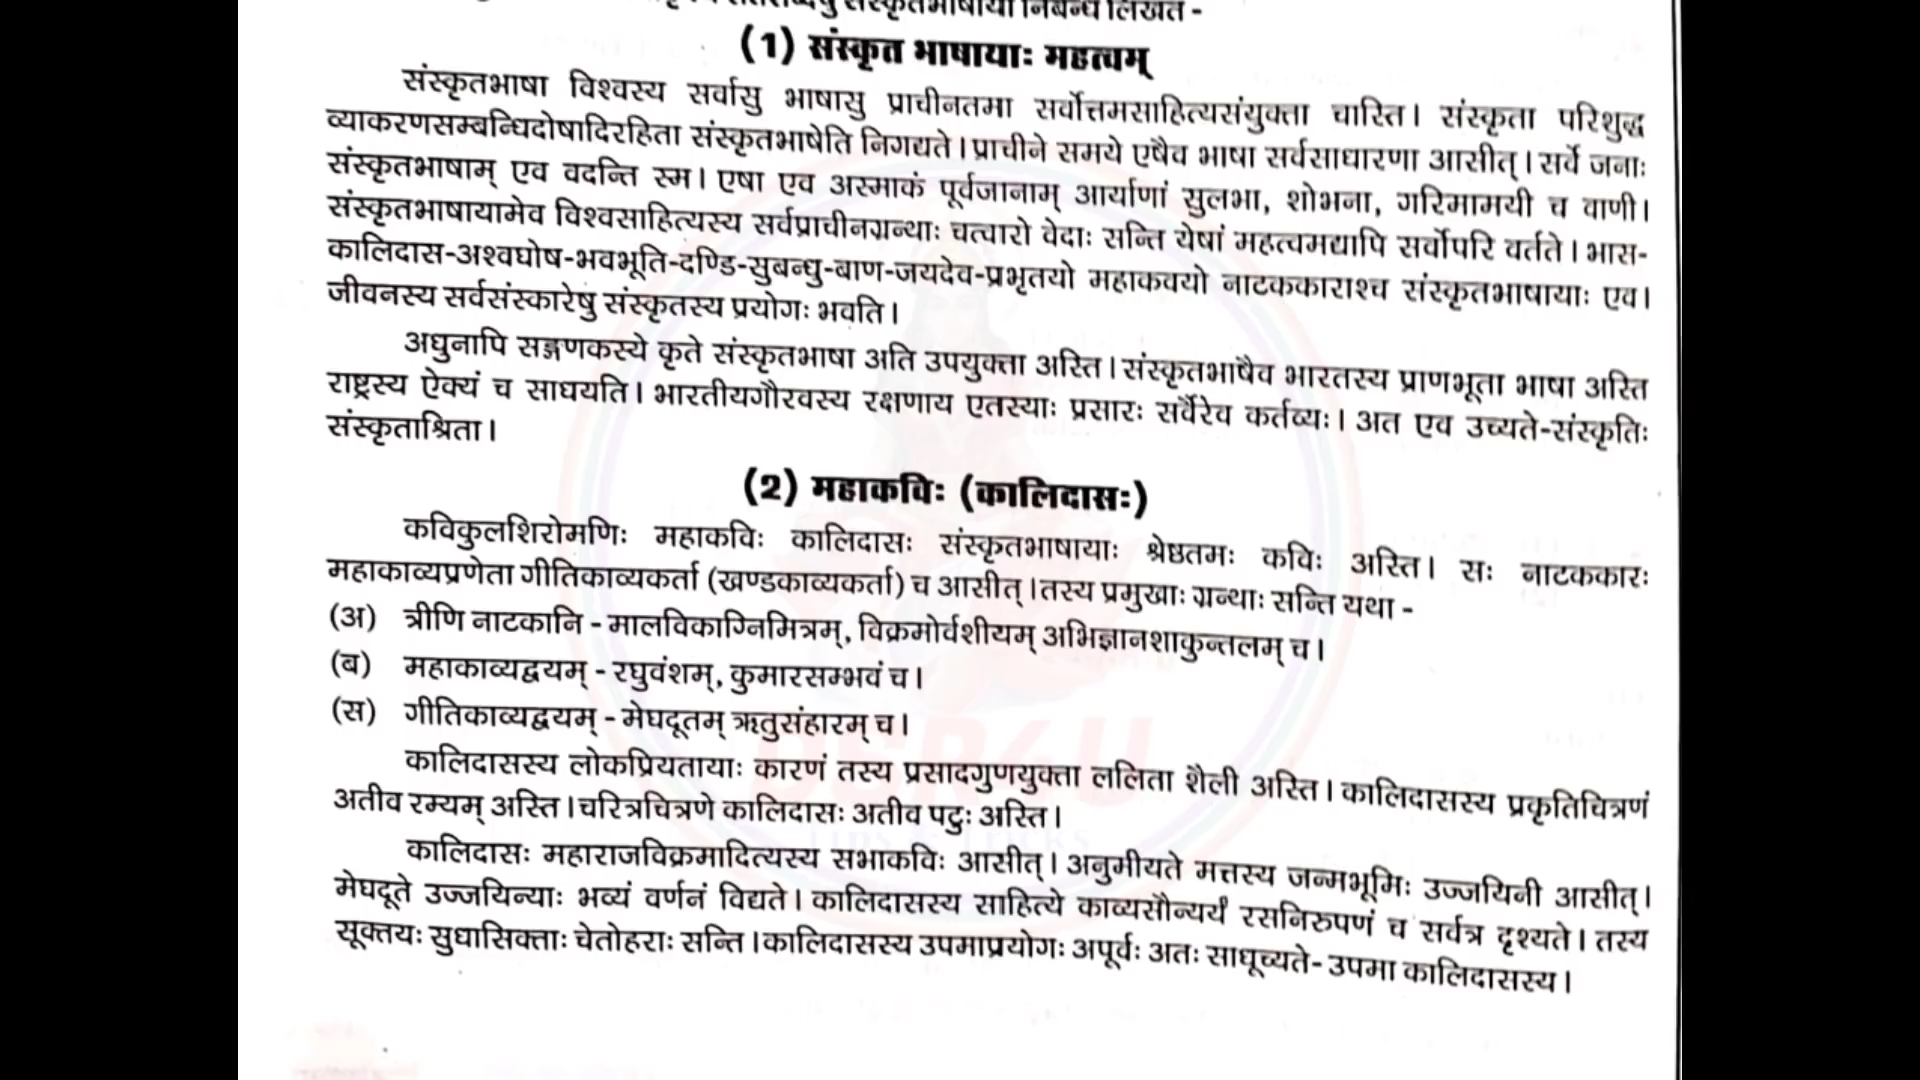 संस्कृतभाषायां निबन्धं लिखत -
(1) संस्कृत भाषायाः महत्वम्
संस्कृतभाषा विश्वस्य सर्वासु भाषासु प्राचीनतमा सर्वोत्तमसाहित्यसंयुक्ता चास्ति। संस्कृता परिशुद्ध
व्याकरणसम्बन्धिदोषादिरहिता संस्कृतभाषेति निगद्यते। प्राचीने समये एषैव भाषा सर्वसाधारणा आसीत्। सर्वे जनाः
संस्कृतभाषाम् एव वदन्ति स्म। एषा एव अस्माकं पूर्वजानाम् आर्याणां सुलभा, शोभना, गरिमामयी च वाणी।
संस्कृतभाषायामेव विश्वसाहित्यस्य सर्वप्राचीनग्रन्थाः चत्वारो वेदाः सन्ति येषां महत्वमद्यापि सर्वोपरि वर्तते। भास-
कालिदास-अश्वघोष-भवभूति-दण्डि-सुबन्धु-बाण-जयदेव-प्रभृतयो महाकवयो नाटककाराश्च संस्कृतभाषायाः एव।
जीवनस्य सर्वसंस्कारेषु संस्कृतस्य प्रयोगः भवति।
अधुनापि सङ्गणकस्ये कृते संस्कृतभाषा अति उपयुक्ता अस्ति। संस्कृतभाषैव भारतस्य प्राणभूता भाषा अस्ति
राष्ट्रस्य ऐक्यं च साधयति। भारतीयगौरवस्य रक्षणाय एतस्याः प्रसारः सर्वैरेव कर्तव्यः। अत एव उच्यते-संस्कृतिः
संस्कृताश्रिता।
(2) महाकविः (कालिदासः)
कविकुलशिरोमणिः महाकविः कालिदासः संस्कृतभाषायाः श्रेष्ठतमः कविः अस्ति। सः नाटककारः
महाकाव्यप्रणेता गीतिकाव्यकर्ता (खण्डकाव्यकर्ता) च आसीत्। तस्य प्रमुखाः ग्रन्थाः सन्ति यथा -
(अ) त्रीणि नाटकानि - मालविकाग्निमित्रम्, विक्रमोर्वशीयम् अभिज्ञानशाकुन्तलम् च।
(ब) महाकाव्यद्वयम् - रघुवंशम्, कुमारसम्भवं च।
(स) गीतिकाव्यद्वयम् - मेघदूतम् ऋतुसंहारम् च।
कालिदासस्य लोकप्रियतायाः कारणं तस्य प्रसादगुणयुक्ता ललिता शैली अस्ति। कालिदासस्य प्रकृतिचित्रणं
अतीव रम्यम् अस्ति। चरित्रचित्रणे कालिदासः अतीव पटुः अस्ति।
कालिदासः महाराजविक्रमादित्यस्य सभाकविः आसीत्। अनुमीयते मत्तस्य जन्मभूमिः उज्जयिनी आसीत्।
मेघदूते उज्जयिन्याः भव्यं वर्णनं विद्यते। कालिदासस्य साहित्ये काव्यसौन्यर्यं रसनिरुपणं च सर्वत्र दृश्यते। तस्य
सूक्तयः सुधासिक्ताः चेतोहराः सन्ति। कालिदासस्य उपमाप्रयोगः अपूर्वः अतः साधूच्यते- उपमा कालिदासस्य।